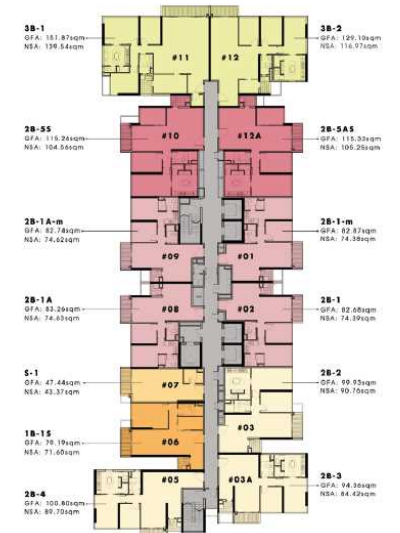 3B-1
GFA: 151.87sqm
NSA: 139.54sqm
3B-2
GFA: 129.10sqm
NSA: 116.97sqm
#11
#12
2B-5S
GFA: 115.26sqm
NSA: 104.56sqm
#10
#12A
2B-5AS
GFA: 115.33sqm
NSA: 105.25sqm
2B-1A-m
GFA: 82.78sqm
NSA: 74.62sqm
2B-1-m
GFA: 82.87sqm
NSA: 74.38sqm
#09
#01
2B-1A
GFA: 83.26sqm
NSA: 74.63sqm
#08
#02
2B-1
GFA: 82.68sqm
NSA: 74.39sqm
S-1
GFA: 47.44sqm
NSA: 43.37sqm
#07
2B-2
GFA: 99.93sqm
NSA: 90.76sqm
1B-1S
GFA: 79.19sqm
NSA: 71.60sqm
#06
#03
2B-4
GFA: 100.80sqm
NSA: 89.70sqm
#05
#03A
2B-3
GFA: 94.36sqm
NSA: 84.42sqm